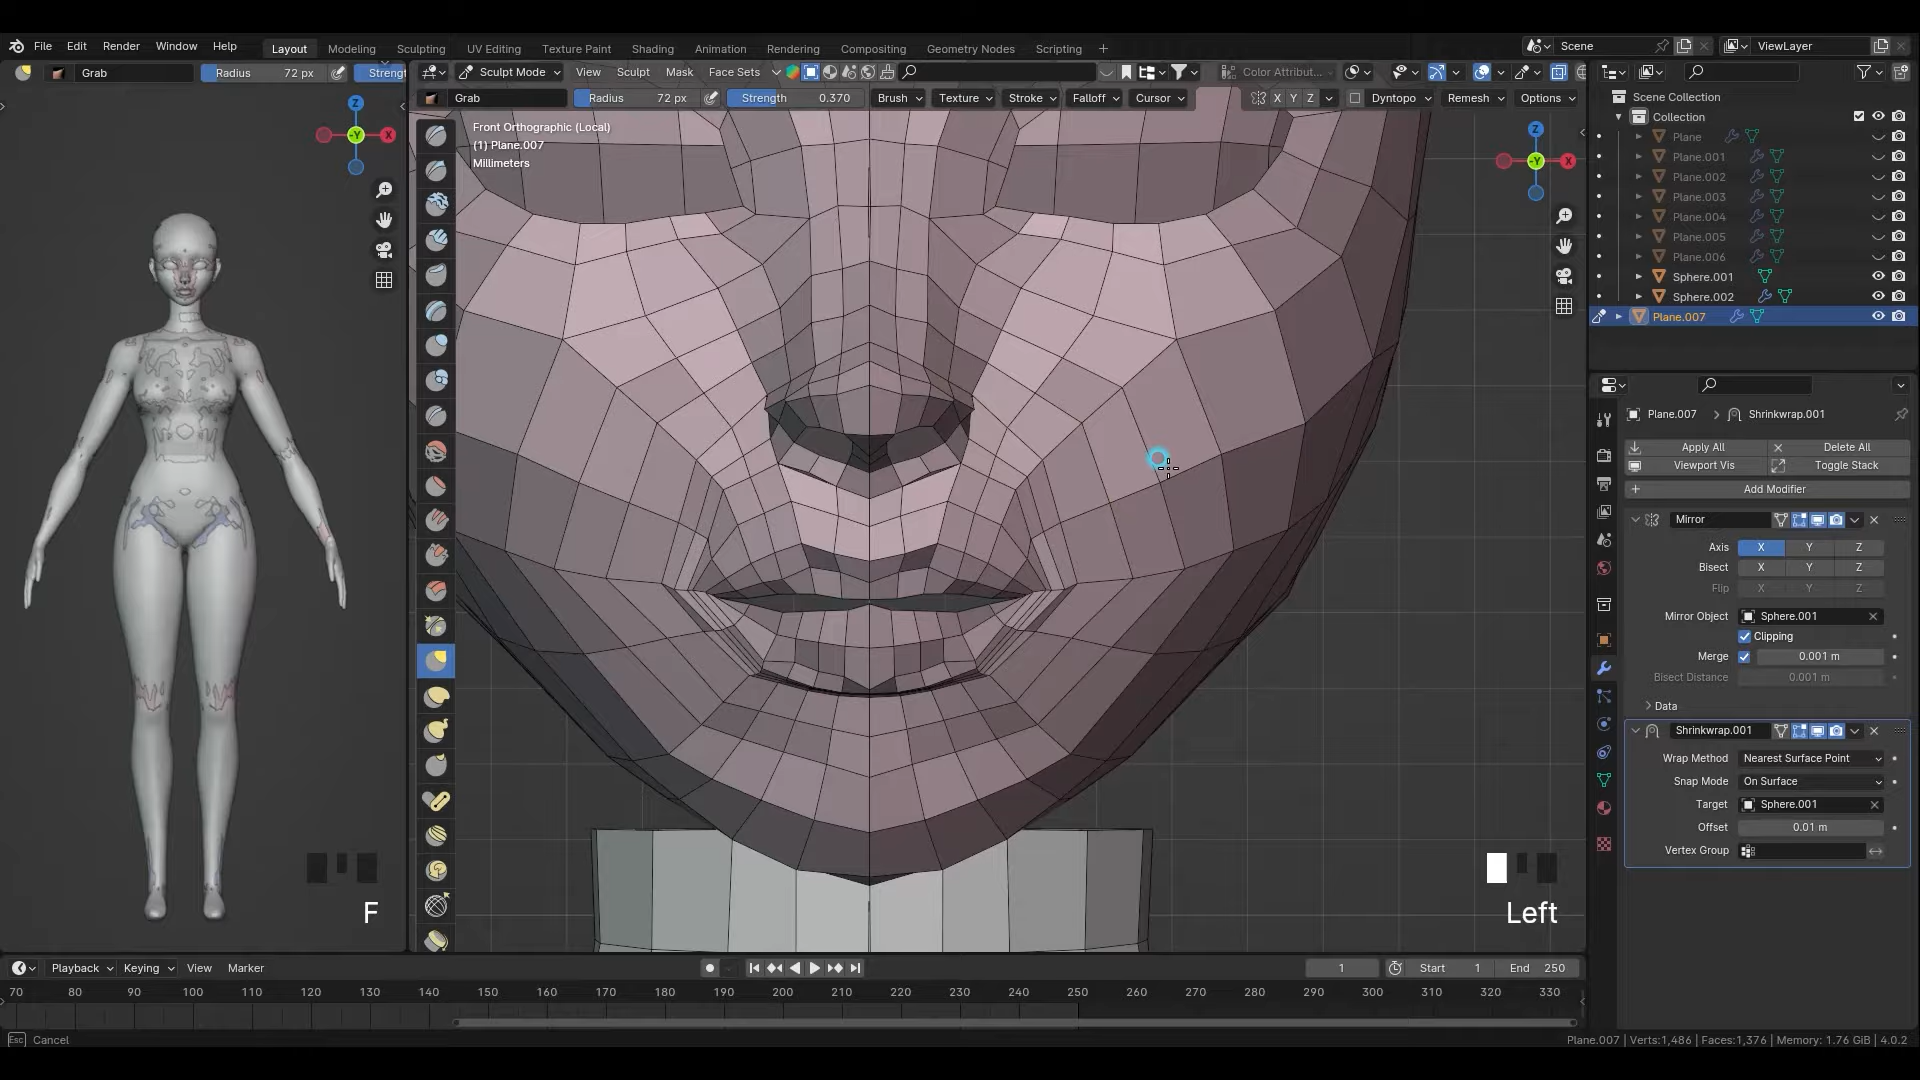 File Edit Render Window Help Layout Modeling Sculpting UV Editing Texture Paint Shading Animation Rendering Compositing Geometry Nodes Scripting + Scene ViewLayer
Grab Radius 72 px Strengt Sculpt Mode View Sculpt Mask Face Sets Color Attribut...
Grab Radius 72 px Strength 0.370 Brush Texture Stroke Falloff Cursor X Y Z Dyntopo Remesh Options
Scene Collection
Collection
Plane
Plane.001
Plane.002
Plane.003
Plane.004
Plane.005
Plane.006
Sphere.001
Sphere.002
Plane.007
Z
-Y X
Front Orthographic (Local)
(1) Plane.007
Millimeters
Z
-Y X
Plane.007 > Shrinkwrap.001
Apply All Delete All
Viewport Vis Toggle Stack
+ Add Modifier
Mirror
Axis X Y Z
Bisect X Y Z
Flip X Y Z
Mirror Object Sphere.001
Clipping
Merge 0.001 m
Bisect Distance 0.001 m
Data
Shrinkwrap.001
Wrap Method Nearest Surface Point
Snap Mode On Surface
Target Sphere.001
Offset 0.01 m
Vertex Group
F
Left
Playback Keying View Marker 1 Start 1 End 250
70 80 90 100 110 120 130 140 150 160 170 180 190 200 210 220 230 240 250 260 270 280 290 300 310 320 330
Esc Cancel Plane.007 | Verts:1,486 | Faces:1,376 | Memory: 1.76 GiB | 4.0.2